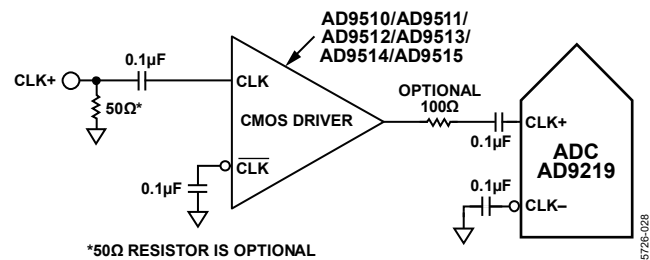 AD9510/AD9511/
AD9512/AD9513/
AD9514/AD9515
0.1µF
CLK+
CLK
50Ω*
OPTIONAL
100Ω
CMOS DRIVER
CLK+
0.1µF
ADC
AD9219
CLK
0.1µF
0.1µF
CLK–
*50Ω RESISTOR IS OPTIONAL
5726-028